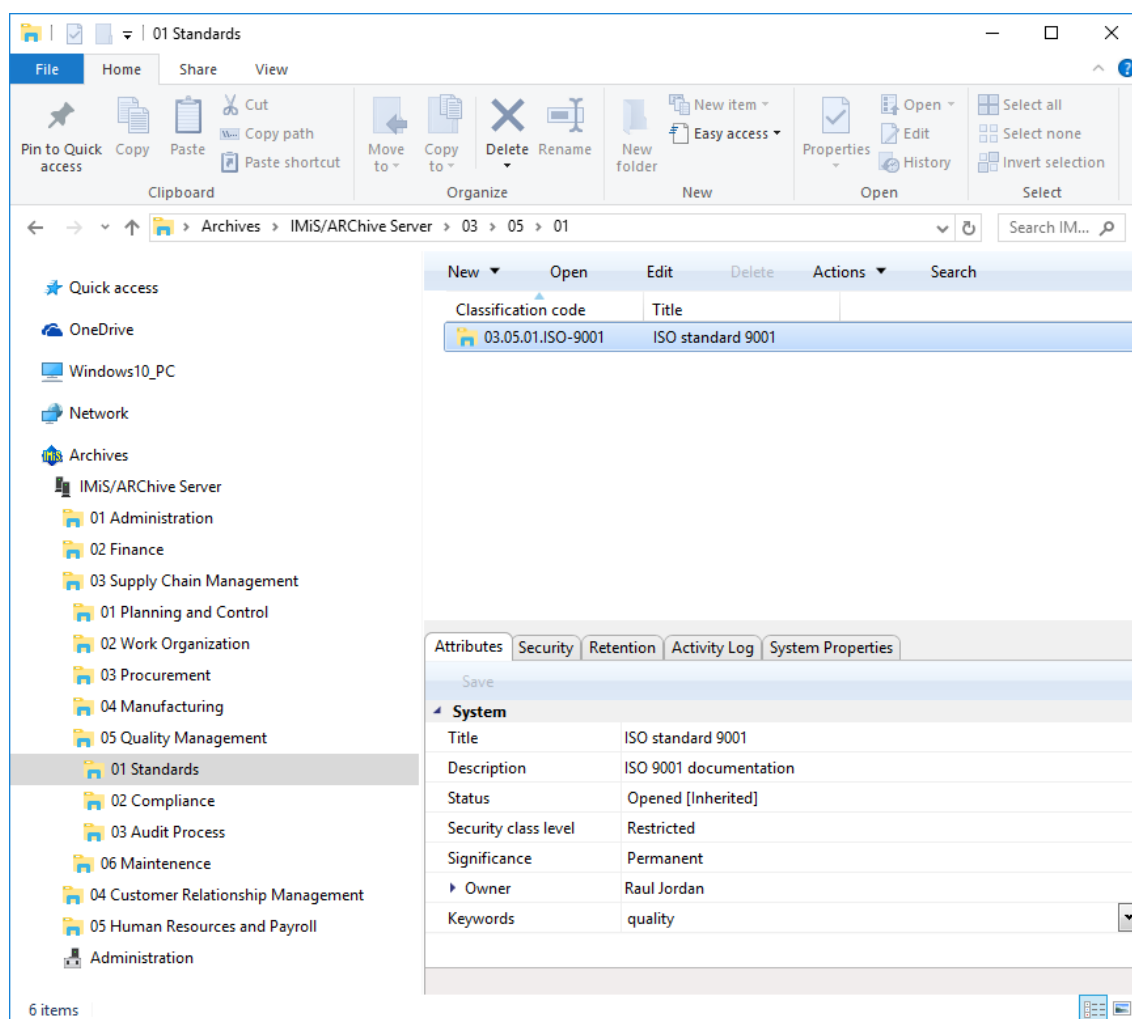 01 Standards
File Home Share View
Pin to Quick access
Copy
Paste
Cut
Copy path
Paste shortcut
Clipboard
Move to
Copy to
Delete
Rename
Organize
New folder
New item
Easy access
New
Properties
Open
Edit
History
Open
Select all
Select none
Invert selection
Select
Archives IMiS/ARChive Server 03 05 01
Search IM...
Quick access
OneDrive
Windows10_PC
Network
Archives
IMiS/ARChive Server
01 Administration
02 Finance
03 Supply Chain Management
01 Planning and Control
02 Work Organization
03 Procurement
04 Manufacturing
05 Quality Management
01 Standards
02 Compliance
03 Audit Process
06 Maintenence
04 Customer Relationship Management
05 Human Resources and Payroll
Administration
New Open Edit Delete Actions Search
Classification code Title
03.05.01.ISO-9001 ISO standard 9001
Attributes Security Retention Activity Log System Properties
Save
System
Title ISO standard 9001
Description ISO 9001 documentation
Status Opened [Inherited]
Security class level Restricted
Significance Permanent
Owner Raul Jordan
Keywords quality
6 items